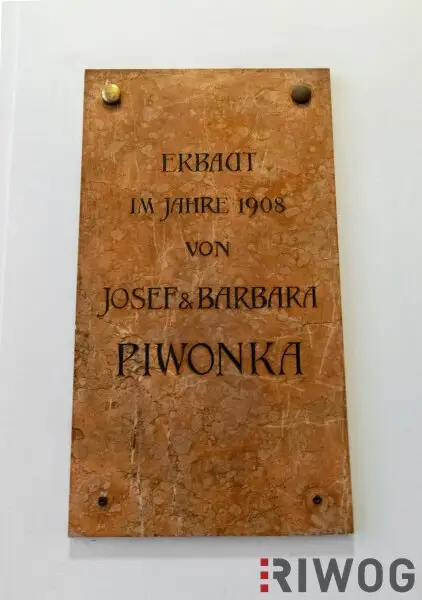 ERBAUT
IM JAHRE 1908
VON
JOSEF & BARBARA
PIWONKA
RIWOG